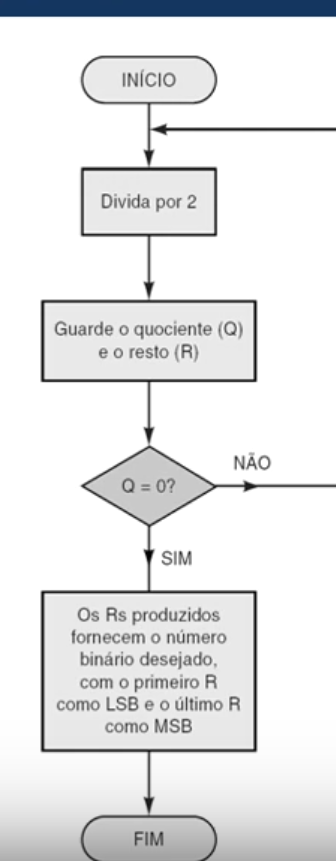 INÍCIO
Divida por 2
Guarde o quociente (Q)
e o resto (R)
NÃO
Q = 0?
SIM
Os Rs produzidos
fornecem o número
binário desejado,
com o primeiro R
como LSB e o último R
como MSB
FIM